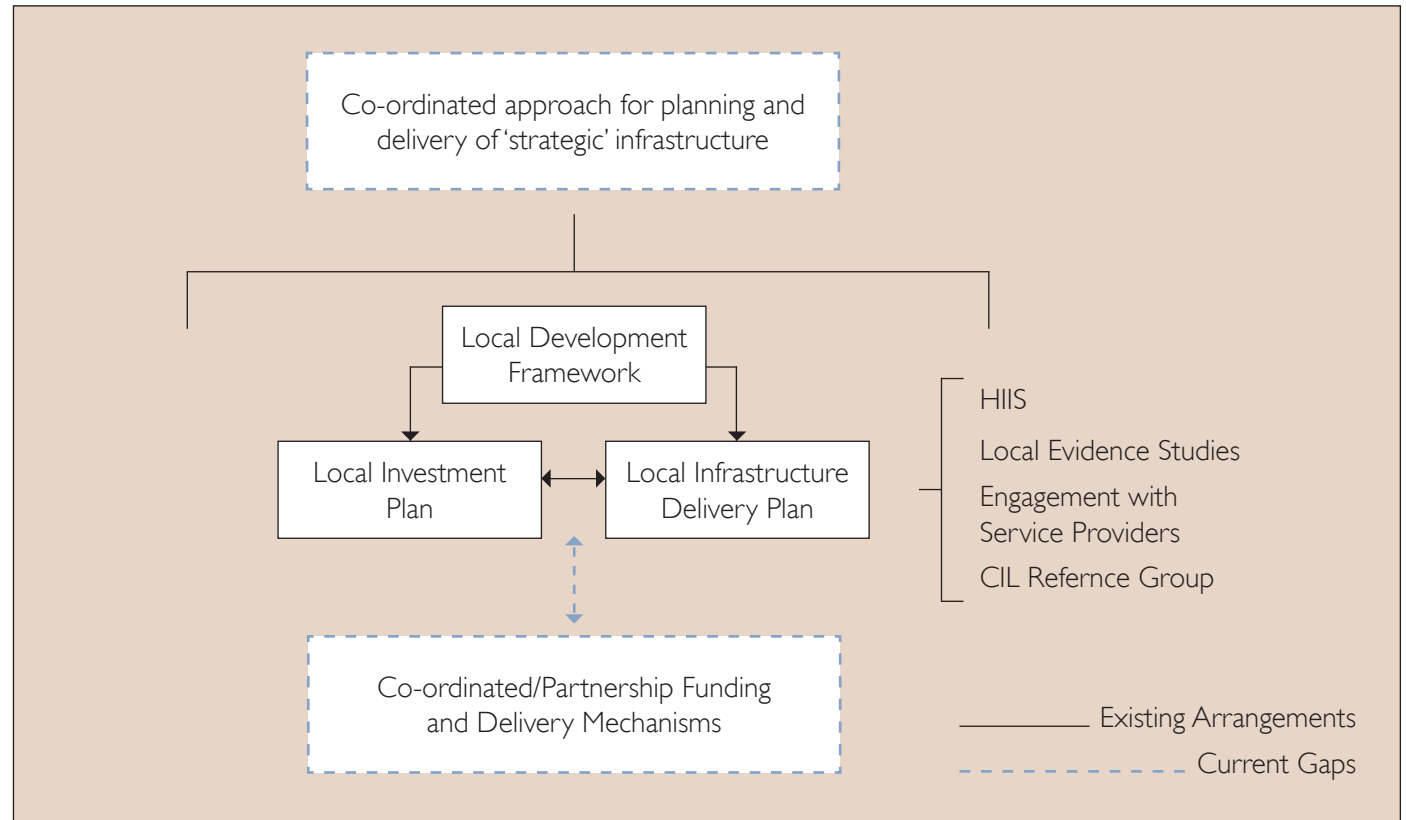 Co-ordinated approach for planning and
delivery of ‘strategic’ infrastructure
Local Development
Framework
Local Investment
Plan
Local Infrastructure
Delivery Plan
HIIS
Local Evidence Studies
Engagement with
Service Providers
CIL Refernce Group
Co-ordinated/Partnership Funding
and Delivery Mechanisms
Existing Arrangements
Current Gaps